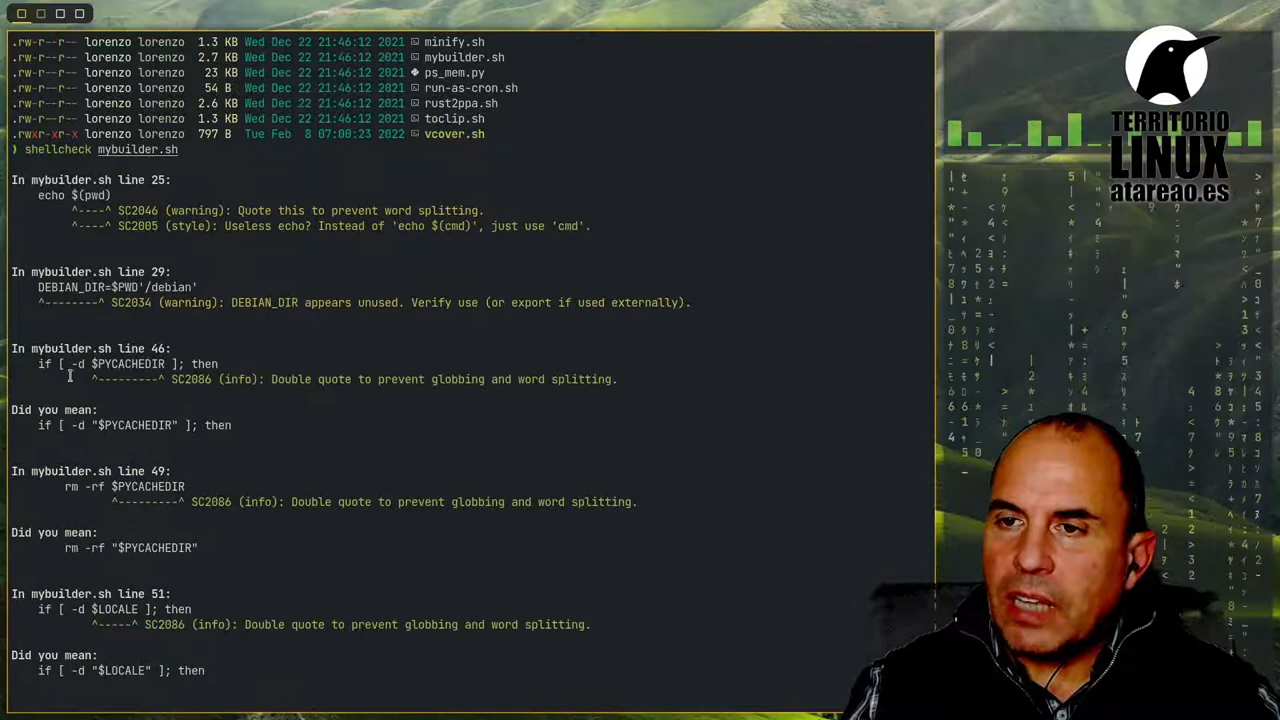 .rw-r--r-- lorenzo lorenzo 1.3 KB Wed Dec 22 21:46:12 2021 minify.sh
.rw-r--r-- lorenzo lorenzo 2.7 KB Wed Dec 22 21:46:12 2021 mybuilder.sh
.rw-r--r-- lorenzo lorenzo 23 KB Wed Dec 22 21:46:12 2021 ps_mem.py
.rw-r--r-- lorenzo lorenzo 54 B Wed Dec 22 21:46:12 2021 run-as-cron.sh
.rw-r--r-- lorenzo lorenzo 2.6 KB Wed Dec 22 21:46:12 2021 rust2ppa.sh
.rw-r--r-- lorenzo lorenzo 1.3 KB Wed Dec 22 21:46:12 2021 toclip.sh
.rwxr-xr-x lorenzo lorenzo 797 B Tue Feb 8 07:00:23 2022 vcover.sh
❯ shellcheck mybuilder.sh
In mybuilder.sh line 25:
echo $(pwd)
^----^ SC2046 (warning): Quote this to prevent word splitting.
^----^ SC2005 (style): Useless echo? Instead of 'echo $(cmd)', just use 'cmd'.
In mybuilder.sh line 29:
DEBIAN_DIR=$PWD'/debian'
^--------^ SC2034 (warning): DEBIAN_DIR appears unused. Verify use (or export if used externally).
In mybuilder.sh line 46:
if [ -d $PYCACHEDIR ]; then
^---------^ SC2086 (info): Double quote to prevent globbing and word splitting.
Did you mean:
if [ -d "$PYCACHEDIR" ]; then
In mybuilder.sh line 49:
rm -rf $PYCACHEDIR
^---------^ SC2086 (info): Double quote to prevent globbing and word splitting.
Did you mean:
rm -rf "$PYCACHEDIR"
In mybuilder.sh line 51:
if [ -d $LOCALE ]; then
^-----^ SC2086 (info): Double quote to prevent globbing and word splitting.
Did you mean:
if [ -d "$LOCALE" ]; then
TERRITORIO
LINUX
atareao.es